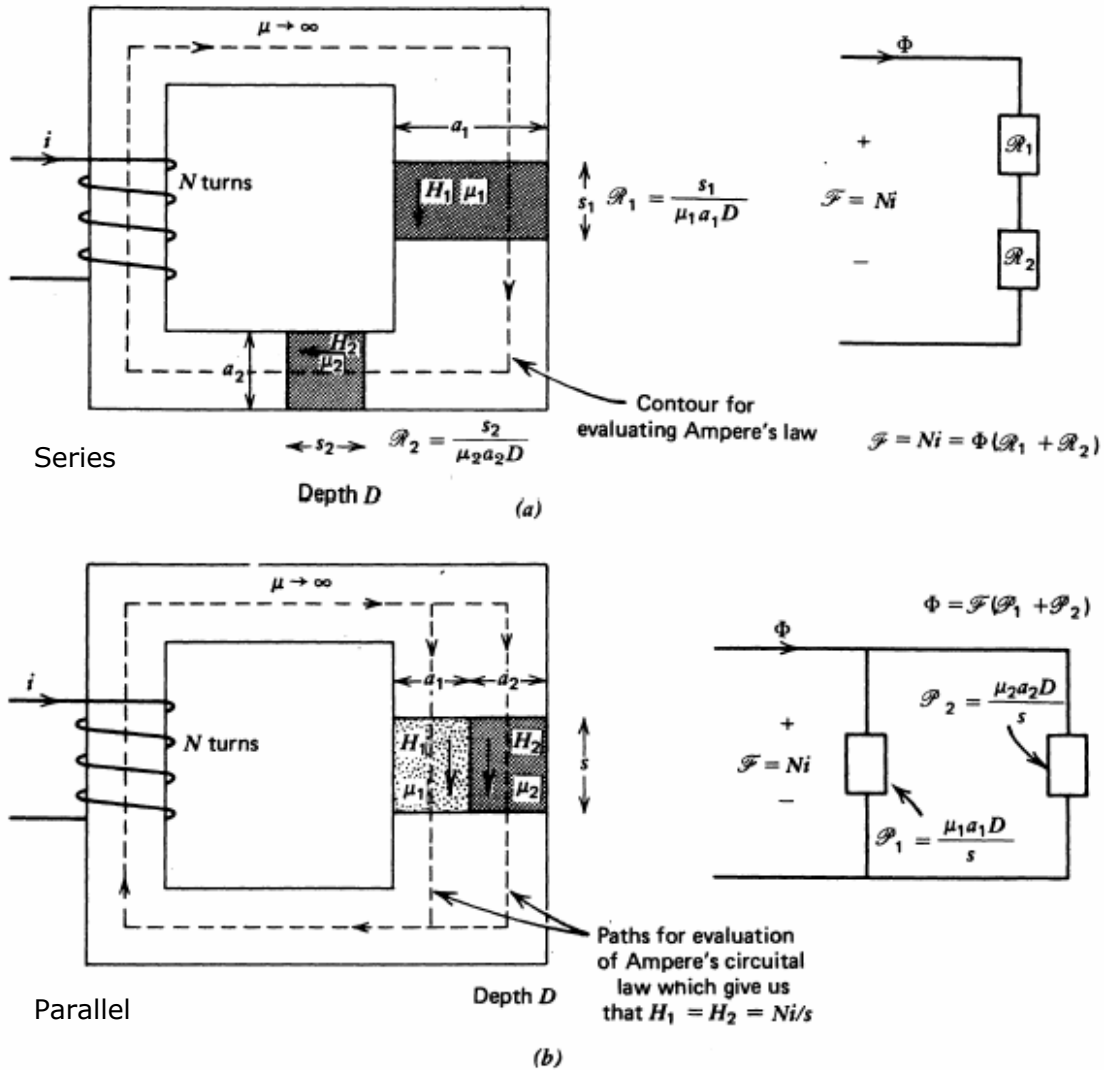 μ → ∞
Φ
a₁
i
N turns
H₁ μ₁
s₁
ℛ₁ = s₁ / μ₁a₁D
+
ℱ = Ni
−
ℛ₁
ℛ₂
H₂
μ₂
a₂
Contour for
evaluating Ampere's law
Series
s₂
ℛ₂ = s₂ / μ₂a₂D
ℱ = Ni = Φ(ℛ₁ + ℛ₂)
Depth D
(a)
μ → ∞
Φ = ℱ(𝒫₁ + 𝒫₂)
Φ
a₁
a₂
i
N turns
H₁
H₂
μ₁
μ₂
s
+
ℱ = Ni
−
𝒫₂ = μ₂a₂D / s
𝒫₁ = μ₁a₁D / s
Paths for evaluation
of Ampere's circuital
law which give us
that H₁ = H₂ = Ni/s
Depth D
Parallel
(b)